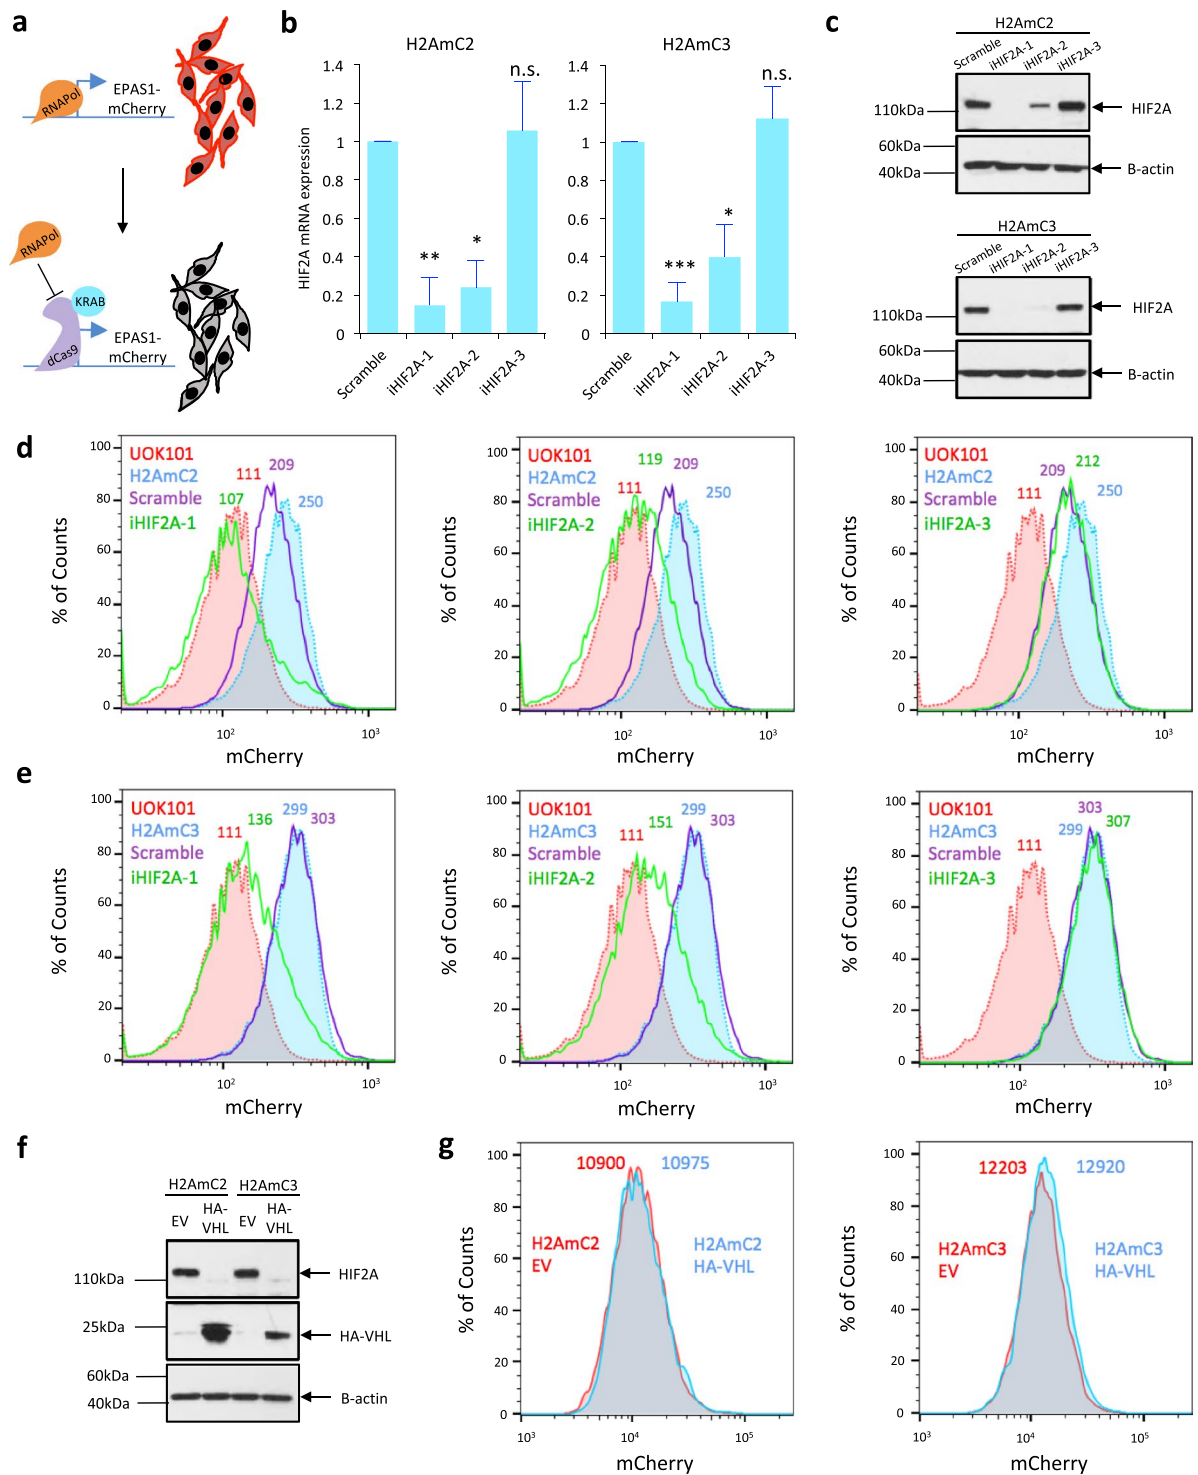 a
RNAPol
EPAS1-
mCherry
RNAPol
KRAB
dCas9
EPAS1-
mCherry
b
H2AmC2
H2AmC3
HIF2A mRNA expression
1.4
1.2
1
0.8
0.6
0.4
0.2
0
**
*
n.s.
Scramble
iHIF2A-1
iHIF2A-2
iHIF2A-3
1.4
1.2
1
0.8
0.6
0.4
0.2
0
***
*
n.s.
Scramble
iHIF2A-1
iHIF2A-2
iHIF2A-3
c
H2AmC2
Scramble
iHIF2A-1
iHIF2A-2
iHIF2A-3
110kDa
HIF2A
60kDa
40kDa
B-actin
H2AmC3
Scramble
iHIF2A-1
iHIF2A-2
iHIF2A-3
110kDa
HIF2A
60kDa
40kDa
B-actin
d
% of Counts
100
80
60
40
20
0
UOK101
H2AmC2
Scramble
iHIF2A-1
107
111
209
250
10²
10³
mCherry
% of Counts
100
80
60
40
20
0
UOK101
H2AmC2
Scramble
iHIF2A-2
111
119
209
250
10²
10³
mCherry
% of Counts
100
80
60
40
20
0
UOK101
H2AmC2
Scramble
iHIF2A-3
111
209
212
250
10²
10³
mCherry
e
% of Counts
100
80
60
40
20
0
UOK101
H2AmC3
Scramble
iHIF2A-1
111
136
299
303
10²
10³
mCherry
% of Counts
100
80
60
40
20
0
UOK101
H2AmC3
Scramble
iHIF2A-2
111
151
299
303
10²
10³
mCherry
% of Counts
100
80
60
40
20
0
UOK101
H2AmC3
Scramble
iHIF2A-3
111
299
303
307
10²
10³
mCherry
f
H2AmC2 H2AmC3
EV
HA-
VHL
EV
HA-
VHL
110kDa
HIF2A
25kDa
HA-VHL
60kDa
40kDa
B-actin
g
% of Counts
100
80
60
40
20
0
10900
10975
H2AmC2
EV
H2AmC2
HA-VHL
10³
10⁴
10⁵
mCherry
% of Counts
100
80
60
40
20
0
12203
12920
H2AmC3
EV
H2AmC3
HA-VHL
10³
10⁴
10⁵
mCherry